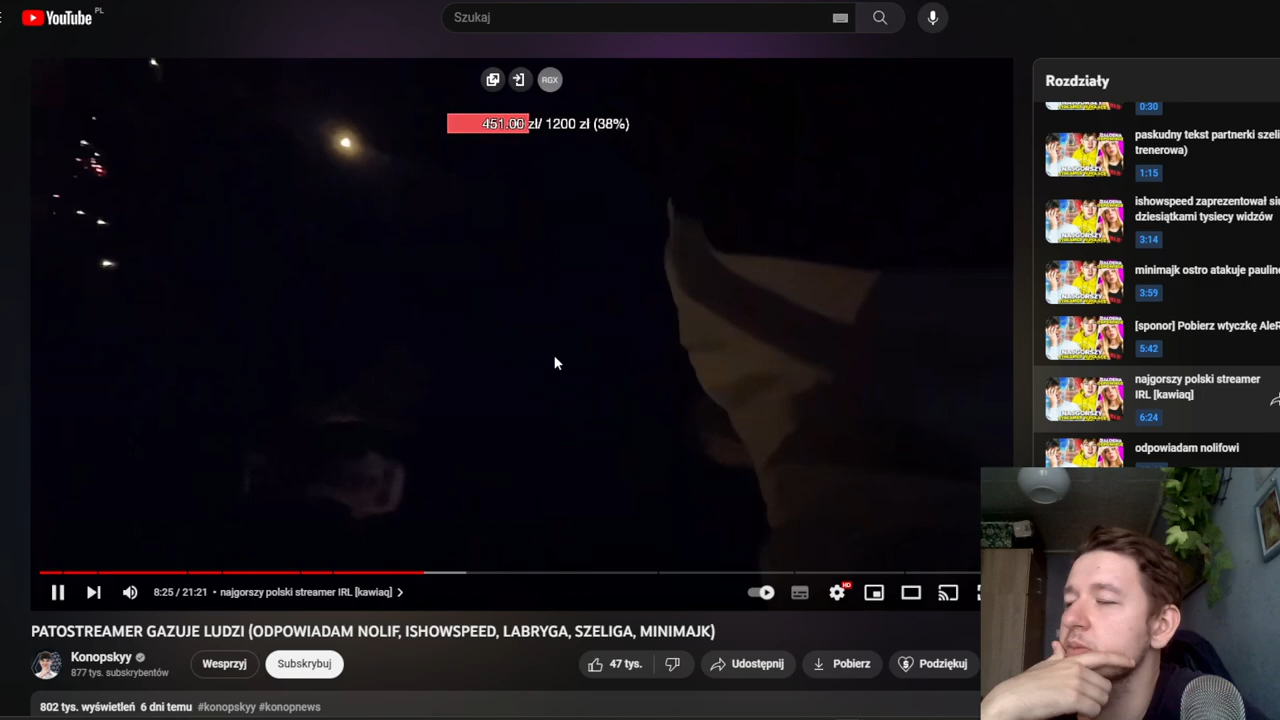 YouTube PL
Szukaj
RGX
451.00 zł/ 1200 zł (38%)
8:25 / 21:21 • najgorszy polski streamer IRL [kawiaq]
HD
PATOSTREAMER GAZUJE LUDZI (ODPOWIADAM NOLIF, ISHOWSPEED, LABRYGA, SZELIGA, MINIMAJK)
Konopskyy
877 tys. subskrybentów
Wesprzyj
Subskrybuj
47 tys.
Udostępnij
Pobierz
Podziękuj
802 tys. wyświetleń 6 dni temu #konopskyy #konopnews
Rozdziały
0:30
paskudny tekst partnerki szeli
trenerowa)
1:15
ishowspeed zaprezentował siu
dziesiątkami tysiecy widzów
3:14
minimajk ostro atakuje pauline
3:59
[sponor] Pobierz wtyczkę AleR
5:42
najgorszy polski streamer
IRL [kawiaq]
6:24
odpowiadam nolifowi